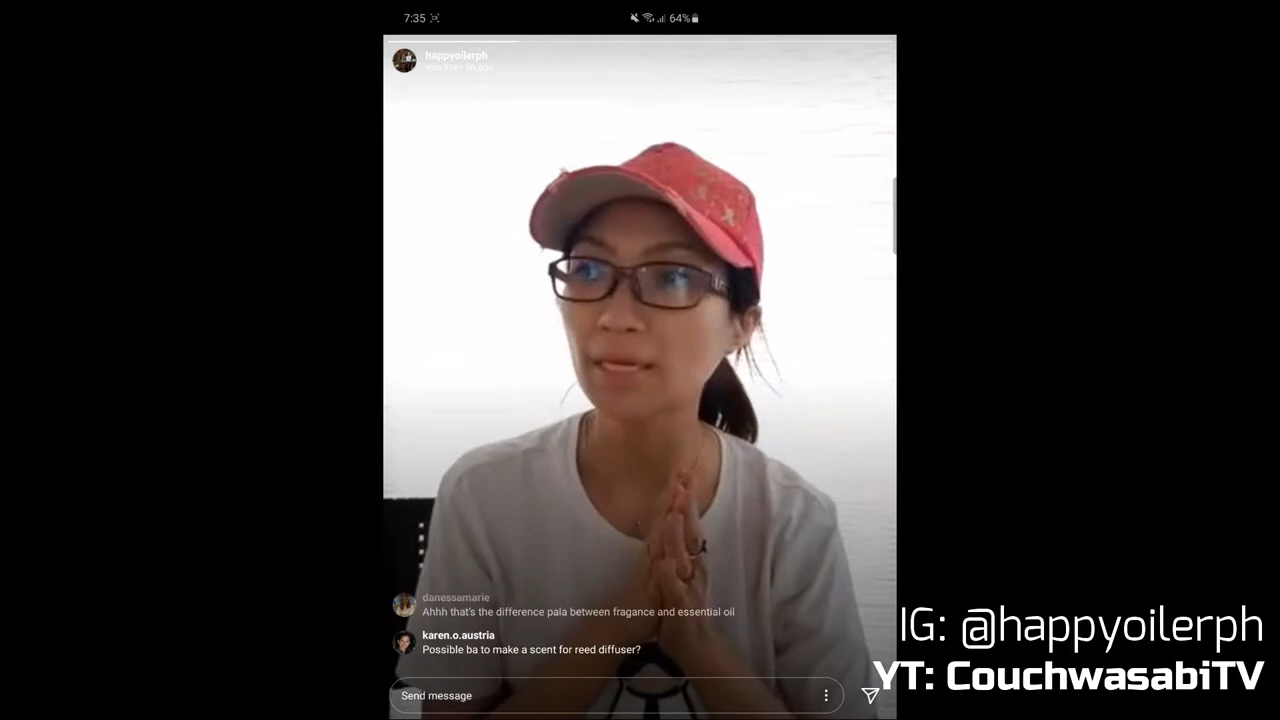 7:35
64%
happyoilerph
danessamarie
Ahhh that's the difference pala between fragance and essential oil
karen.o.austria
Possible ba to make a scent for reed diffuser?
Send message
IG: @happyoilerph
YT: CouchwasabiTV